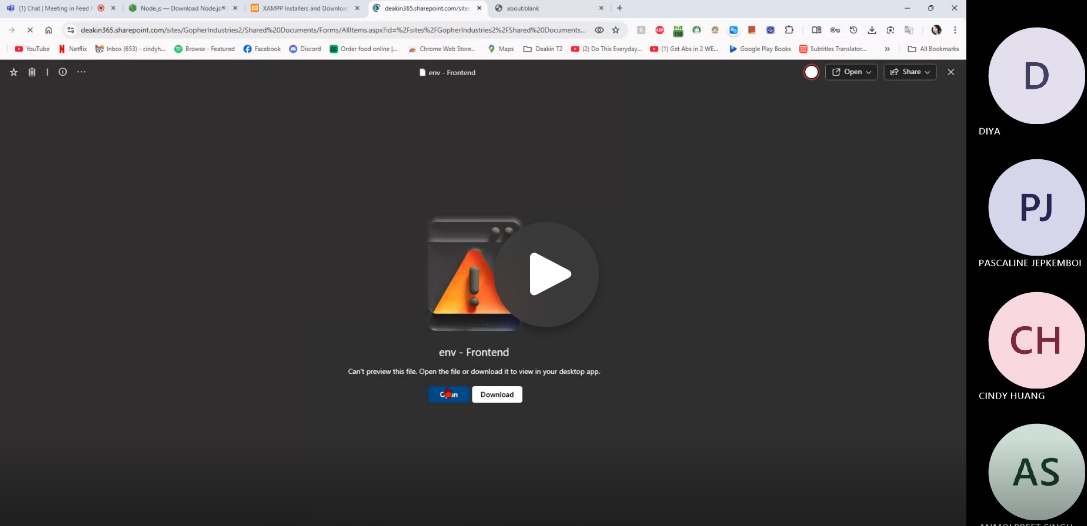 (1) Chat | Meeting in Feed
Node.js — Download Node.js®
XAMPP Installers and Downloa
deakin365.sharepoint.com/sites
about:blank
deakin365.sharepoint.com/sites/GopherIndustries2/Shared%20Documents/Forms/AllItems.aspx?id=%2Fsites%2FGopherIndustries2%2FShared%20Documents...
YouTube
Netflix
Inbox (653) - cindyh...
Browse - Featured
Facebook
Discord
Order food online |...
Chrome Web Store...
Maps
Deakin T2
(2) Do This Everyday...
(1) Get Abs in 2 WE...
Google Play Books
Subtitles Translator...
All Bookmarks
env - Frontend
Open
Share
env - Frontend
Can't preview this file. Open the file or download it to view in your desktop app.
Download
D
DIYA
PJ
PASCALINE JEPKEMBOI
CH
CINDY HUANG
AS